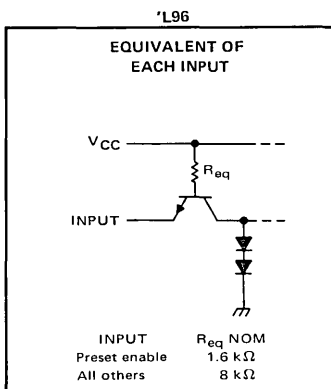 'L96
EQUIVALENT OF
EACH INPUT
VCC
Req
INPUT
INPUT Req NOM
Preset enable 1.6 kΩ
All others 8 kΩ